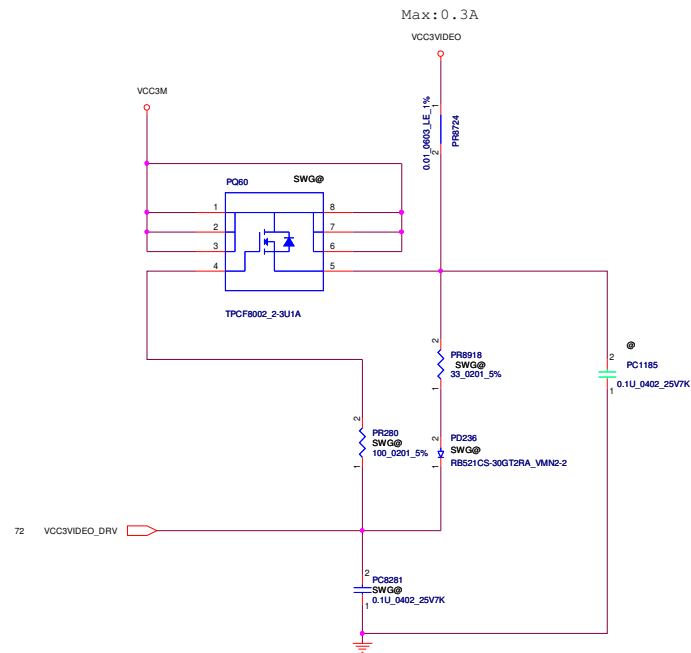 Max:0.3A
VCC3VIDEO
VCC3M
1
0.01_0603_LE_1%
PR8724
2
PQ60
SWG@
1
8
2
7
3
6
4
5
TPCF8002_2-3U1A
2
PR8918
SWG@
33_0201_5%
1
@
2
PC1185
0.1U_0402_25V7K
1
2
PR280
SWG@
100_0201_5%
1
2
PD236
SWG@
RB521CS-30GT2RA_VMN2-2
1
72
VCC3VIDEO_DRV
2
PC8281
SWG@
0.1U_0402_25V7K
1